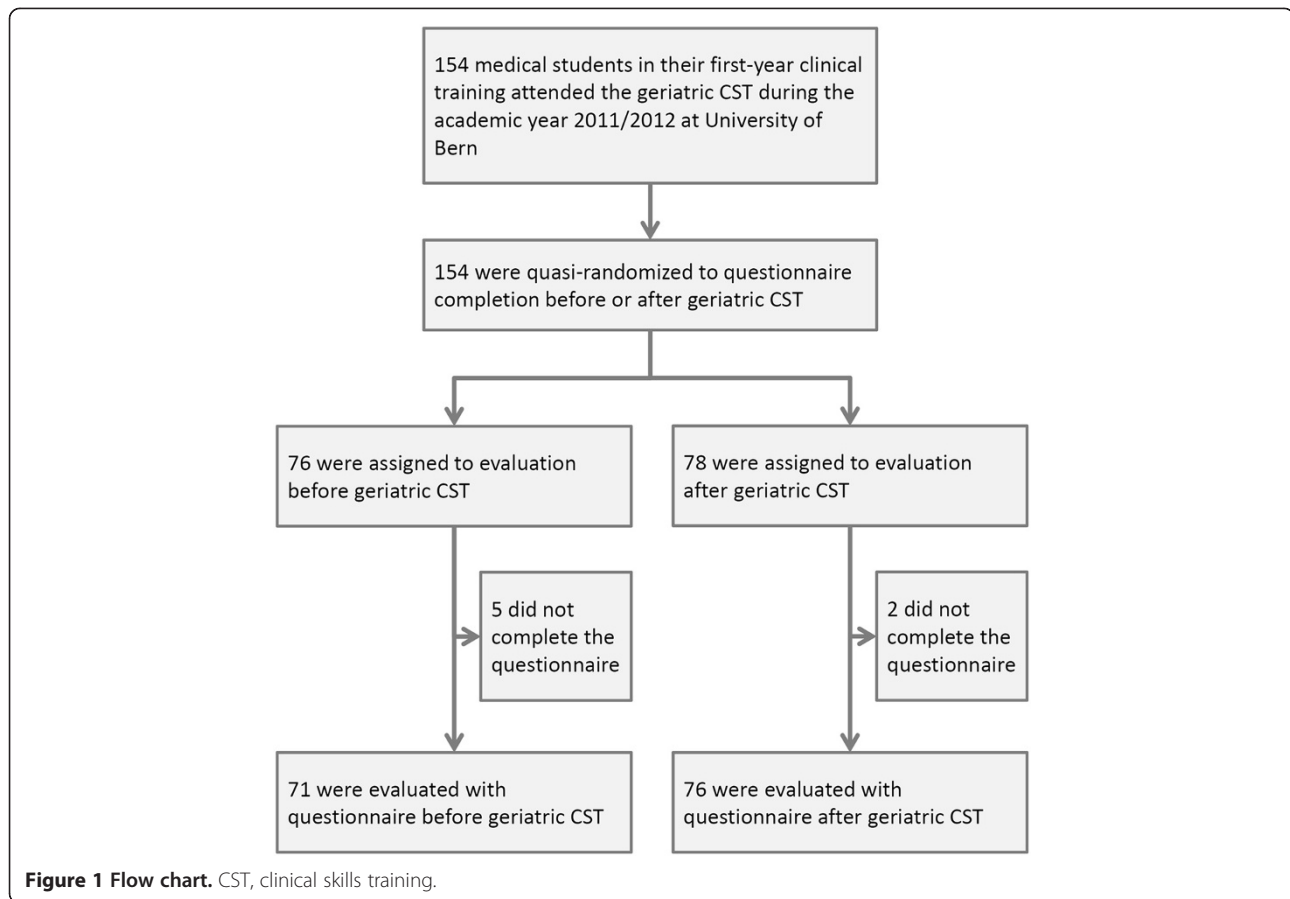 154 medical students in their first-year clinical
training attended the geriatric CST during the
academic year 2011/2012 at University of
Bern
154 were quasi-randomized to questionnaire
completion before or after geriatric CST
76 were assigned to evaluation
before geriatric CST
78 were assigned to evaluation
after geriatric CST
5 did not
complete the
questionnaire
2 did not
complete the
questionnaire
71 were evaluated with
questionnaire before geriatric CST
76 were evaluated with
questionnaire after geriatric CST
Figure 1 Flow chart. CST, clinical skills training.